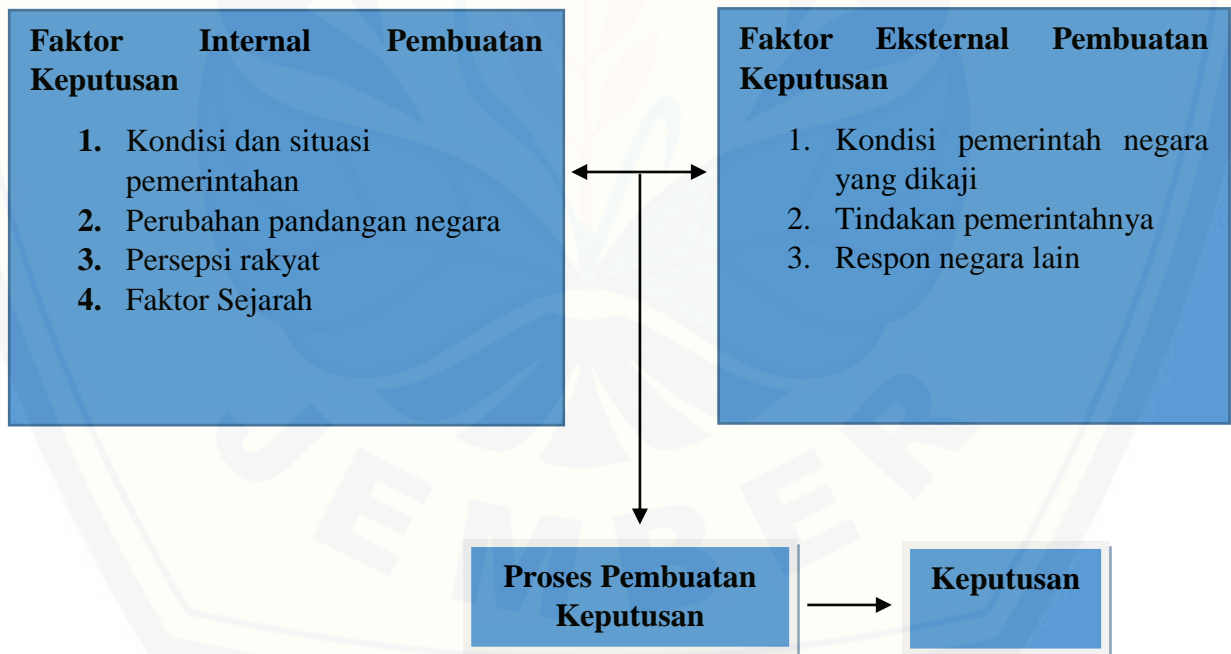 Faktor Internal Pembuatan
Keputusan
1. Kondisi dan situasi
pemerintahan
2. Perubahan pandangan negara
3. Persepsi rakyat
4. Faktor Sejarah
Faktor Eksternal Pembuatan
Keputusan
1. Kondisi pemerintah negara
yang dikaji
2. Tindakan pemerintahnya
3. Respon negara lain
Proses Pembuatan
Keputusan
Keputusan
JEMBER